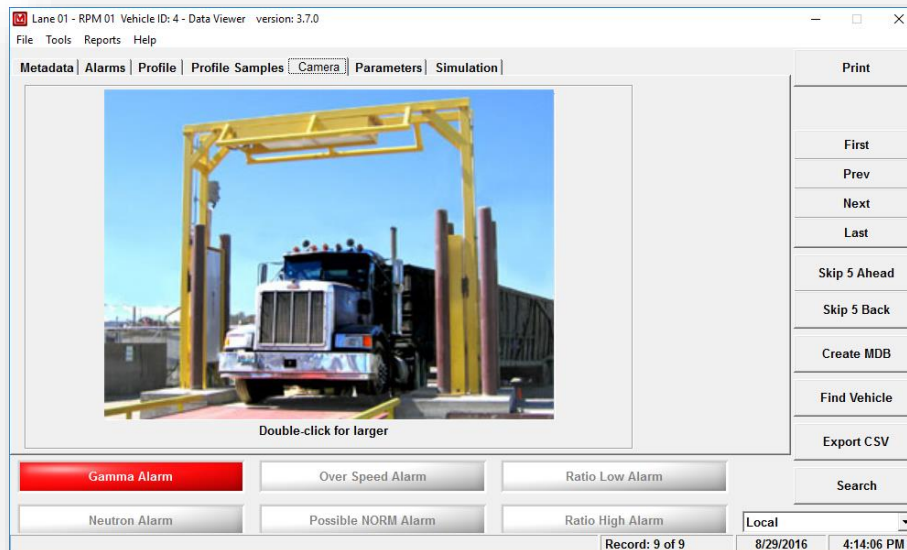 Lane 01 - RPM 01 Vehicle ID: 4 - Data Viewer version: 3.7.0
File Tools Reports Help
Metadata Alarms Profile Profile Samples Camera Parameters Simulation
Double-click for larger
Print
First
Prev
Next
Last
Skip 5 Ahead
Skip 5 Back
Create MDB
Find Vehicle
Export CSV
Search
Gamma Alarm Over Speed Alarm Ratio Low Alarm
Neutron Alarm Possible NORM Alarm Ratio High Alarm
Local
Record: 9 of 9 8/29/2016 4:14:06 PM